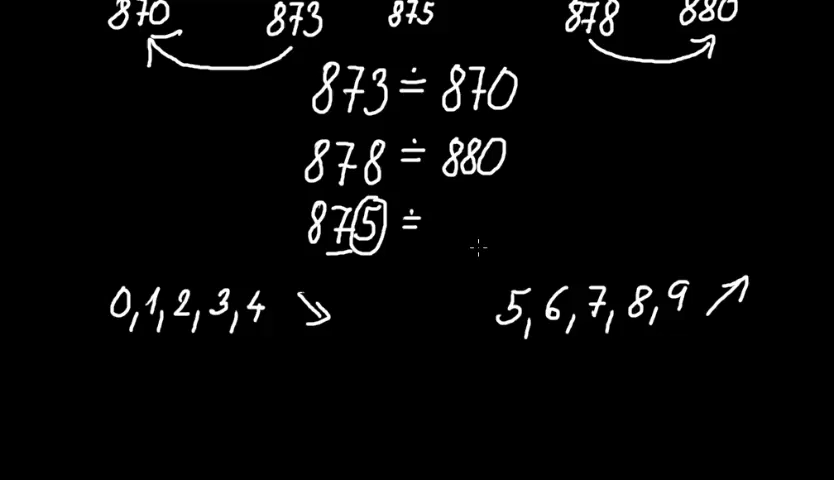 870 873 875 878 880
873 ≐ 870
878 ≐ 880
875 ≐
0,1,2,3,4 ↘ 5,6,7,8,9 ↗